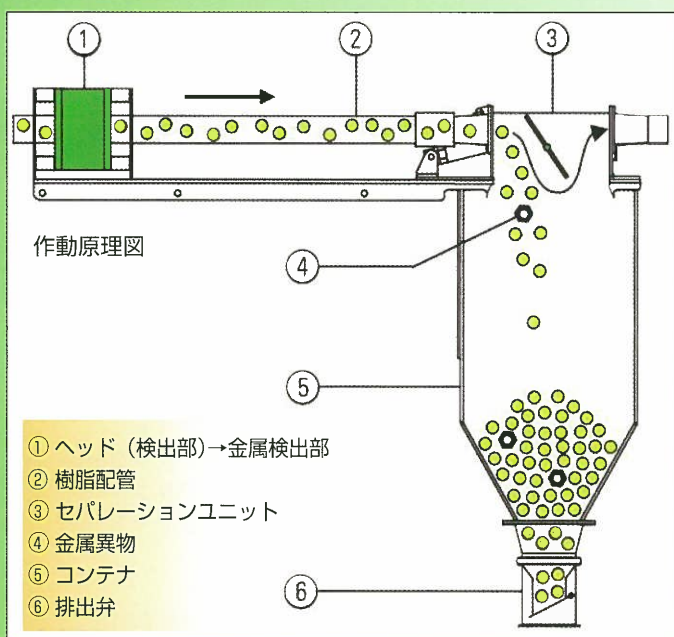 ① ② ③
作動原理図
④
⑤
① ヘッド（検出部）→金属検出部
② 樹脂配管
③ セパレーションユニット
④ 金属異物
⑤ コンテナ
⑥ 排出弁
⑥